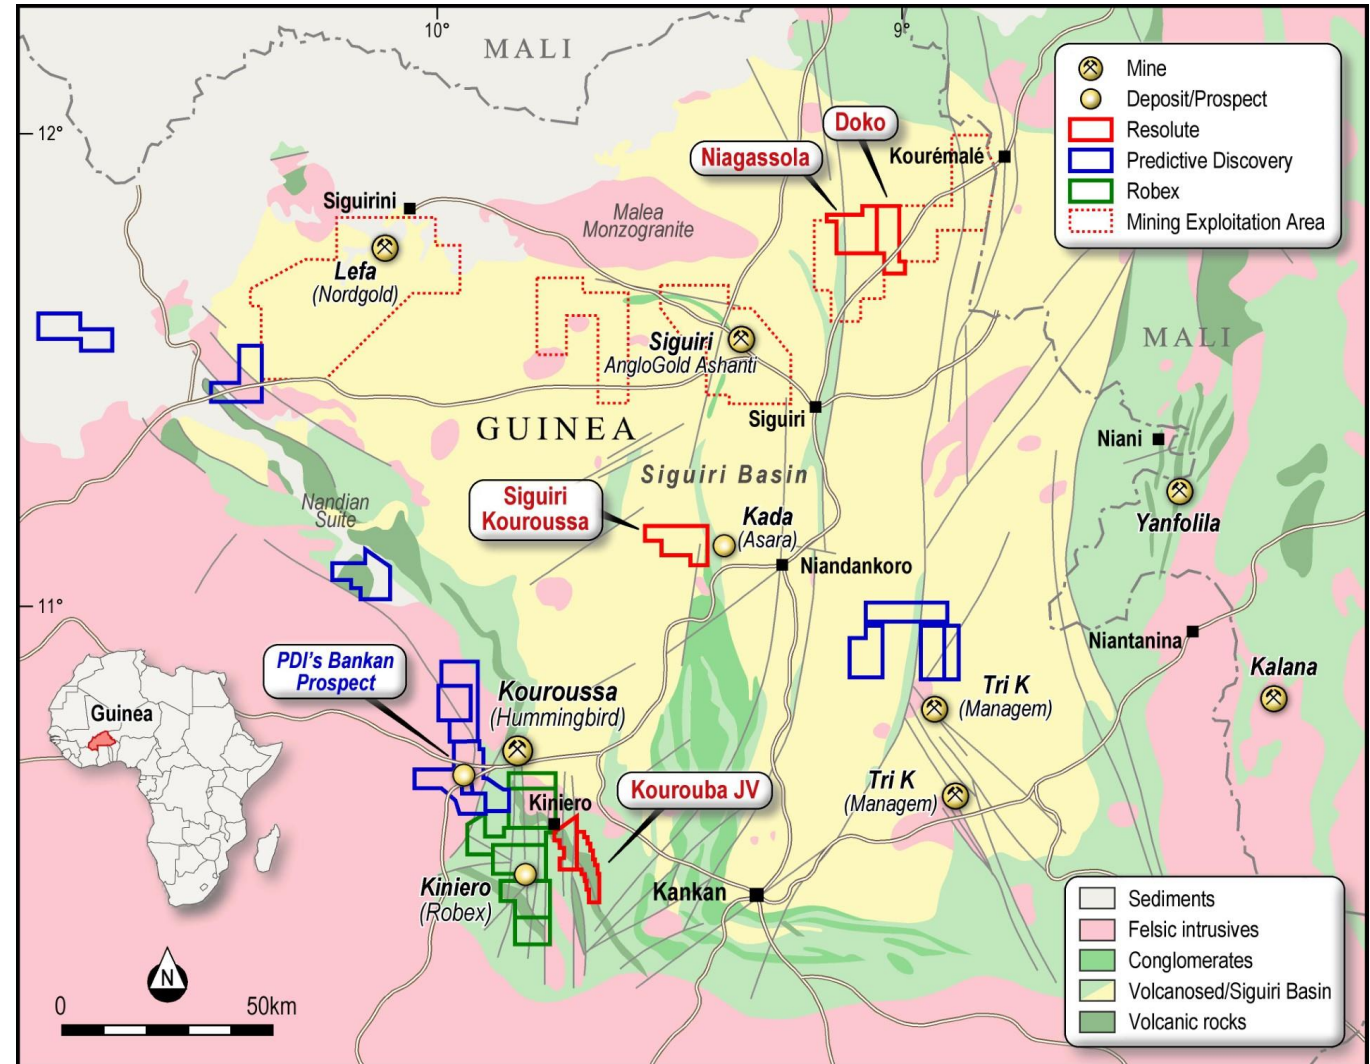 10°
9°
MALI
Mine
Deposit/Prospect
Resolute
Predictive Discovery
Robex
Mining Exploitation Area
12°
Doko
Niagassola
Kourémalé
Siguirini
Malea
Monzogranite
Lefa
(Nordgold)
Siguiri
AngloGold Ashanti
MALI
GUINEA
Siguiri
Niani
Siguiri Basin
Nandian
Suite
Siguiri
Kouroussa
Kada
(Asara)
Yanfolila
Niandankoro
11°
Niantanina
PDI's Bankan
Prospect
Kalana
Kouroussa
(Hummingbird)
Tri K
(Managem)
Guinea
Kiniero
Kourouba JV
Tri K
(Managem)
Kiniero
(Robex)
Kankan
Sediments
Felsic intrusives
Conglomerates
Volcanosed/Siguiri Basin
Volcanic rocks
N
0
50km